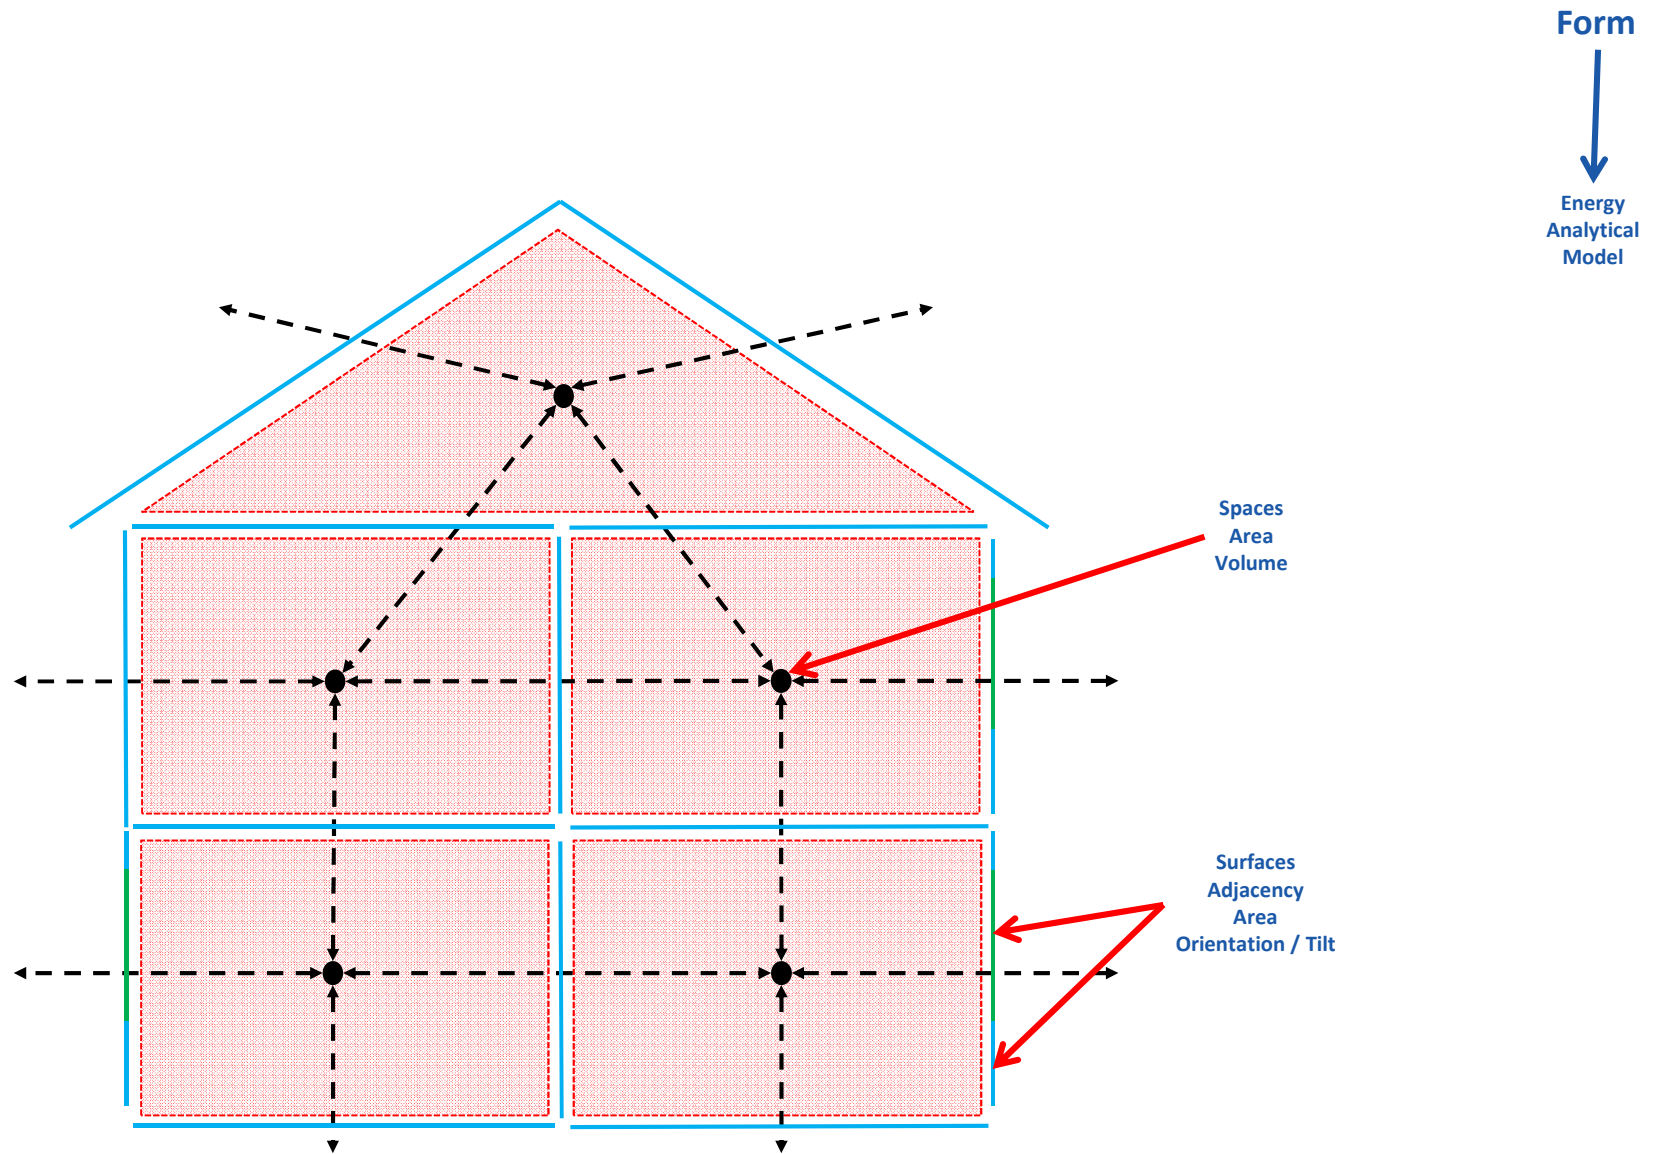 Form
Energy
Analytical
Model
Spaces
Area
Volume
Surfaces
Adjacency
Area
Orientation / Tilt